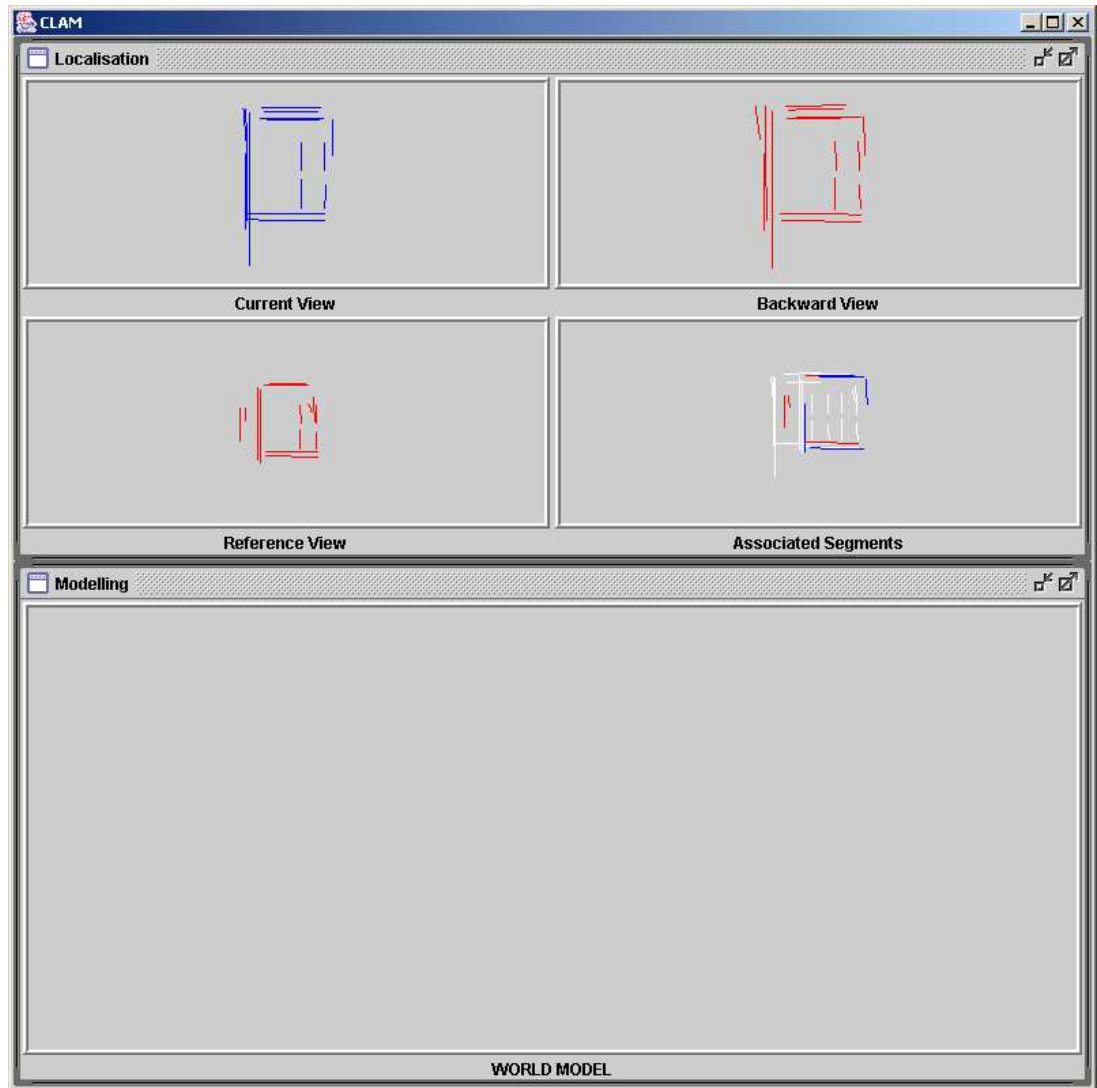 CLAM
Localisation
Current View
Backward View
Reference View
Associated Segments
Modelling
WORLD MODEL